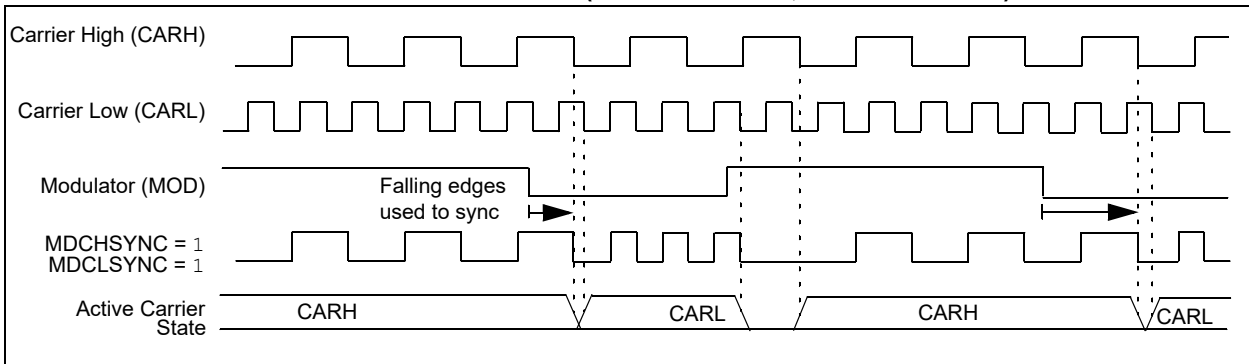 Carrier High (CARH)
Carrier Low (CARL)
Modulator (MOD)
Falling edges
used to sync
MDCHSYNC = 1
MDCLSYNC = 1
Active Carrier
State
CARH
CARL
CARH
CARL